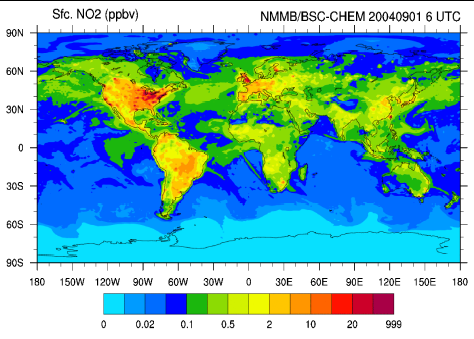 Sfc. NO2 (ppbv) NMMB/BSC-CHEM 20040901 6 UTC
90N
60N
30N
0
30S
60S
90S
180 150W 120W 90W 60W 30W 0 30E 60E 90E 120E 150E 180
0 0.02 0.1 0.5 2 10 20 999